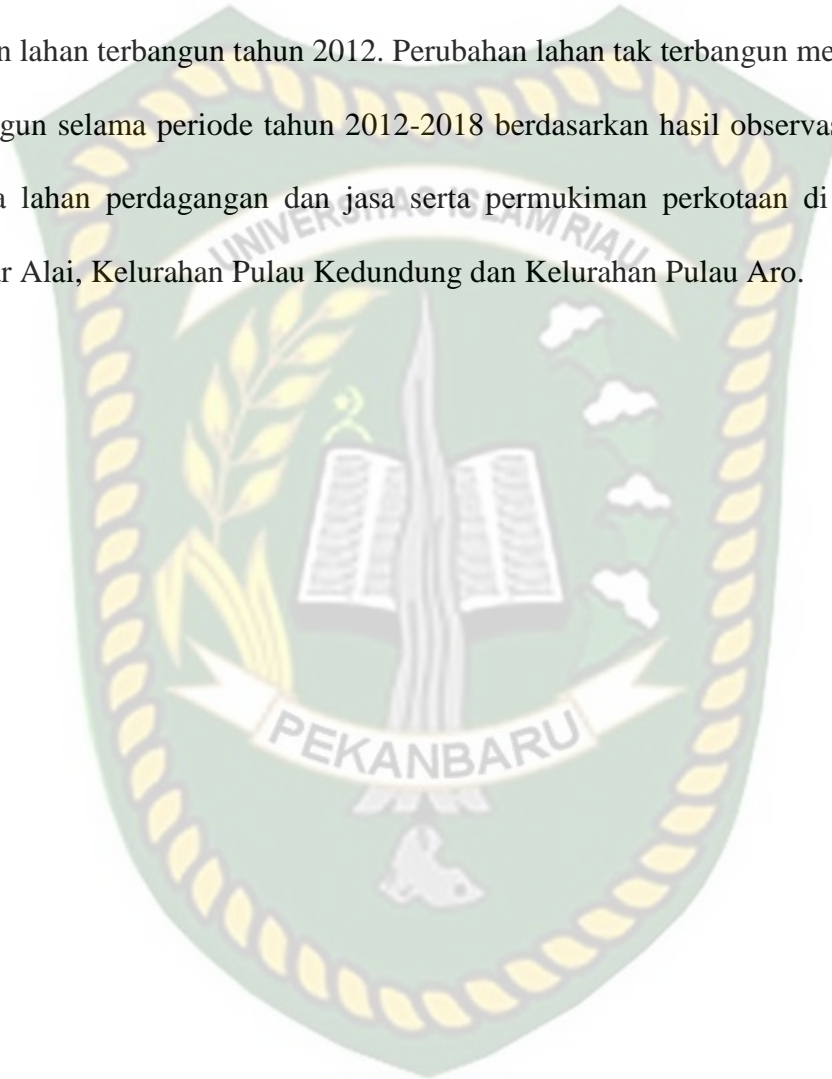 n lahan terbangun tahun 2012. Perubahan lahan tak terbangun me
gun selama periode tahun 2012-2018 berdasarkan hasil observas
a lahan perdagangan dan jasa serta permukiman perkotaan di
r Alai, Kelurahan Pulau Kedundung dan Kelurahan Pulau Aro.
UNIVERSITAS ISLAM RIAU
PEKANBARU